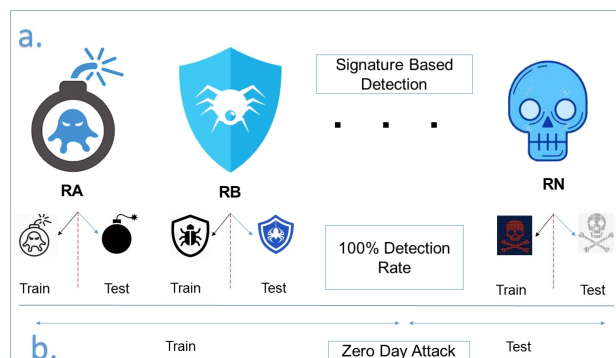 a.
Signature Based
Detection
RA
RB
RN
100% Detection
Rate
Train
Test
Train
Test
Train
Test
b.
Train
Zero Day Attack
Test